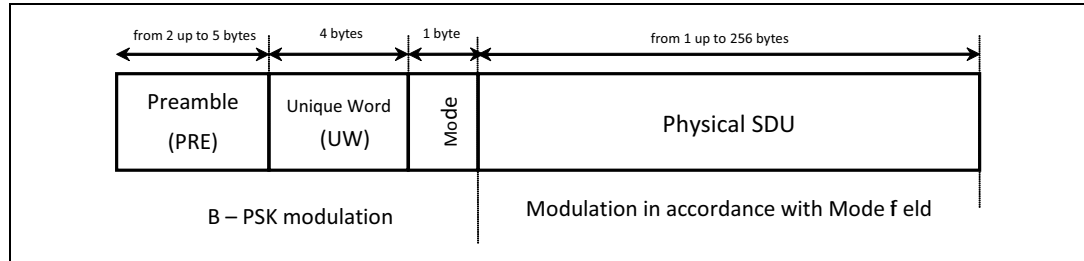 from 2 up to 5 bytes 4 bytes 1 byte from 1 up to 256 bytes
Preamble
(PRE)
Unique Word
(UW)
Mode
Physical SDU
B – PSK modulation
Modulation in accordance with Mode f eld